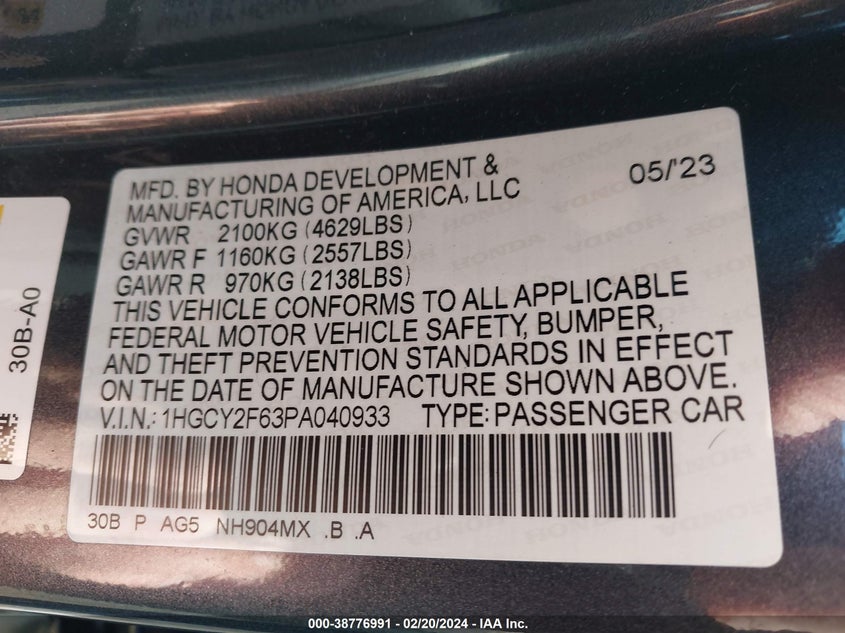 MFD. BY HONDA DEVELOPMENT & 05/'23
MANUFACTURING OF AMERICA, LLC
GVWR 2100KG (4629LBS)
GAWR F 1160KG (2557LBS)
GAWR R 970KG (2138LBS)
THIS VEHICLE CONFORMS TO ALL APPLICABLE
FEDERAL MOTOR VEHICLE SAFETY, BUMPER,
AND THEFT PREVENTION STANDARDS IN EFFECT
ON THE DATE OF MANUFACTURE SHOWN ABOVE.
V.I.N.: 1HGCY2F63PA040933 TYPE: PASSENGER CAR
30B P AG5 NH904MX .B .A
30B-A0
HONDA
000-38776991 - 02/20/2024 - IAA Inc.